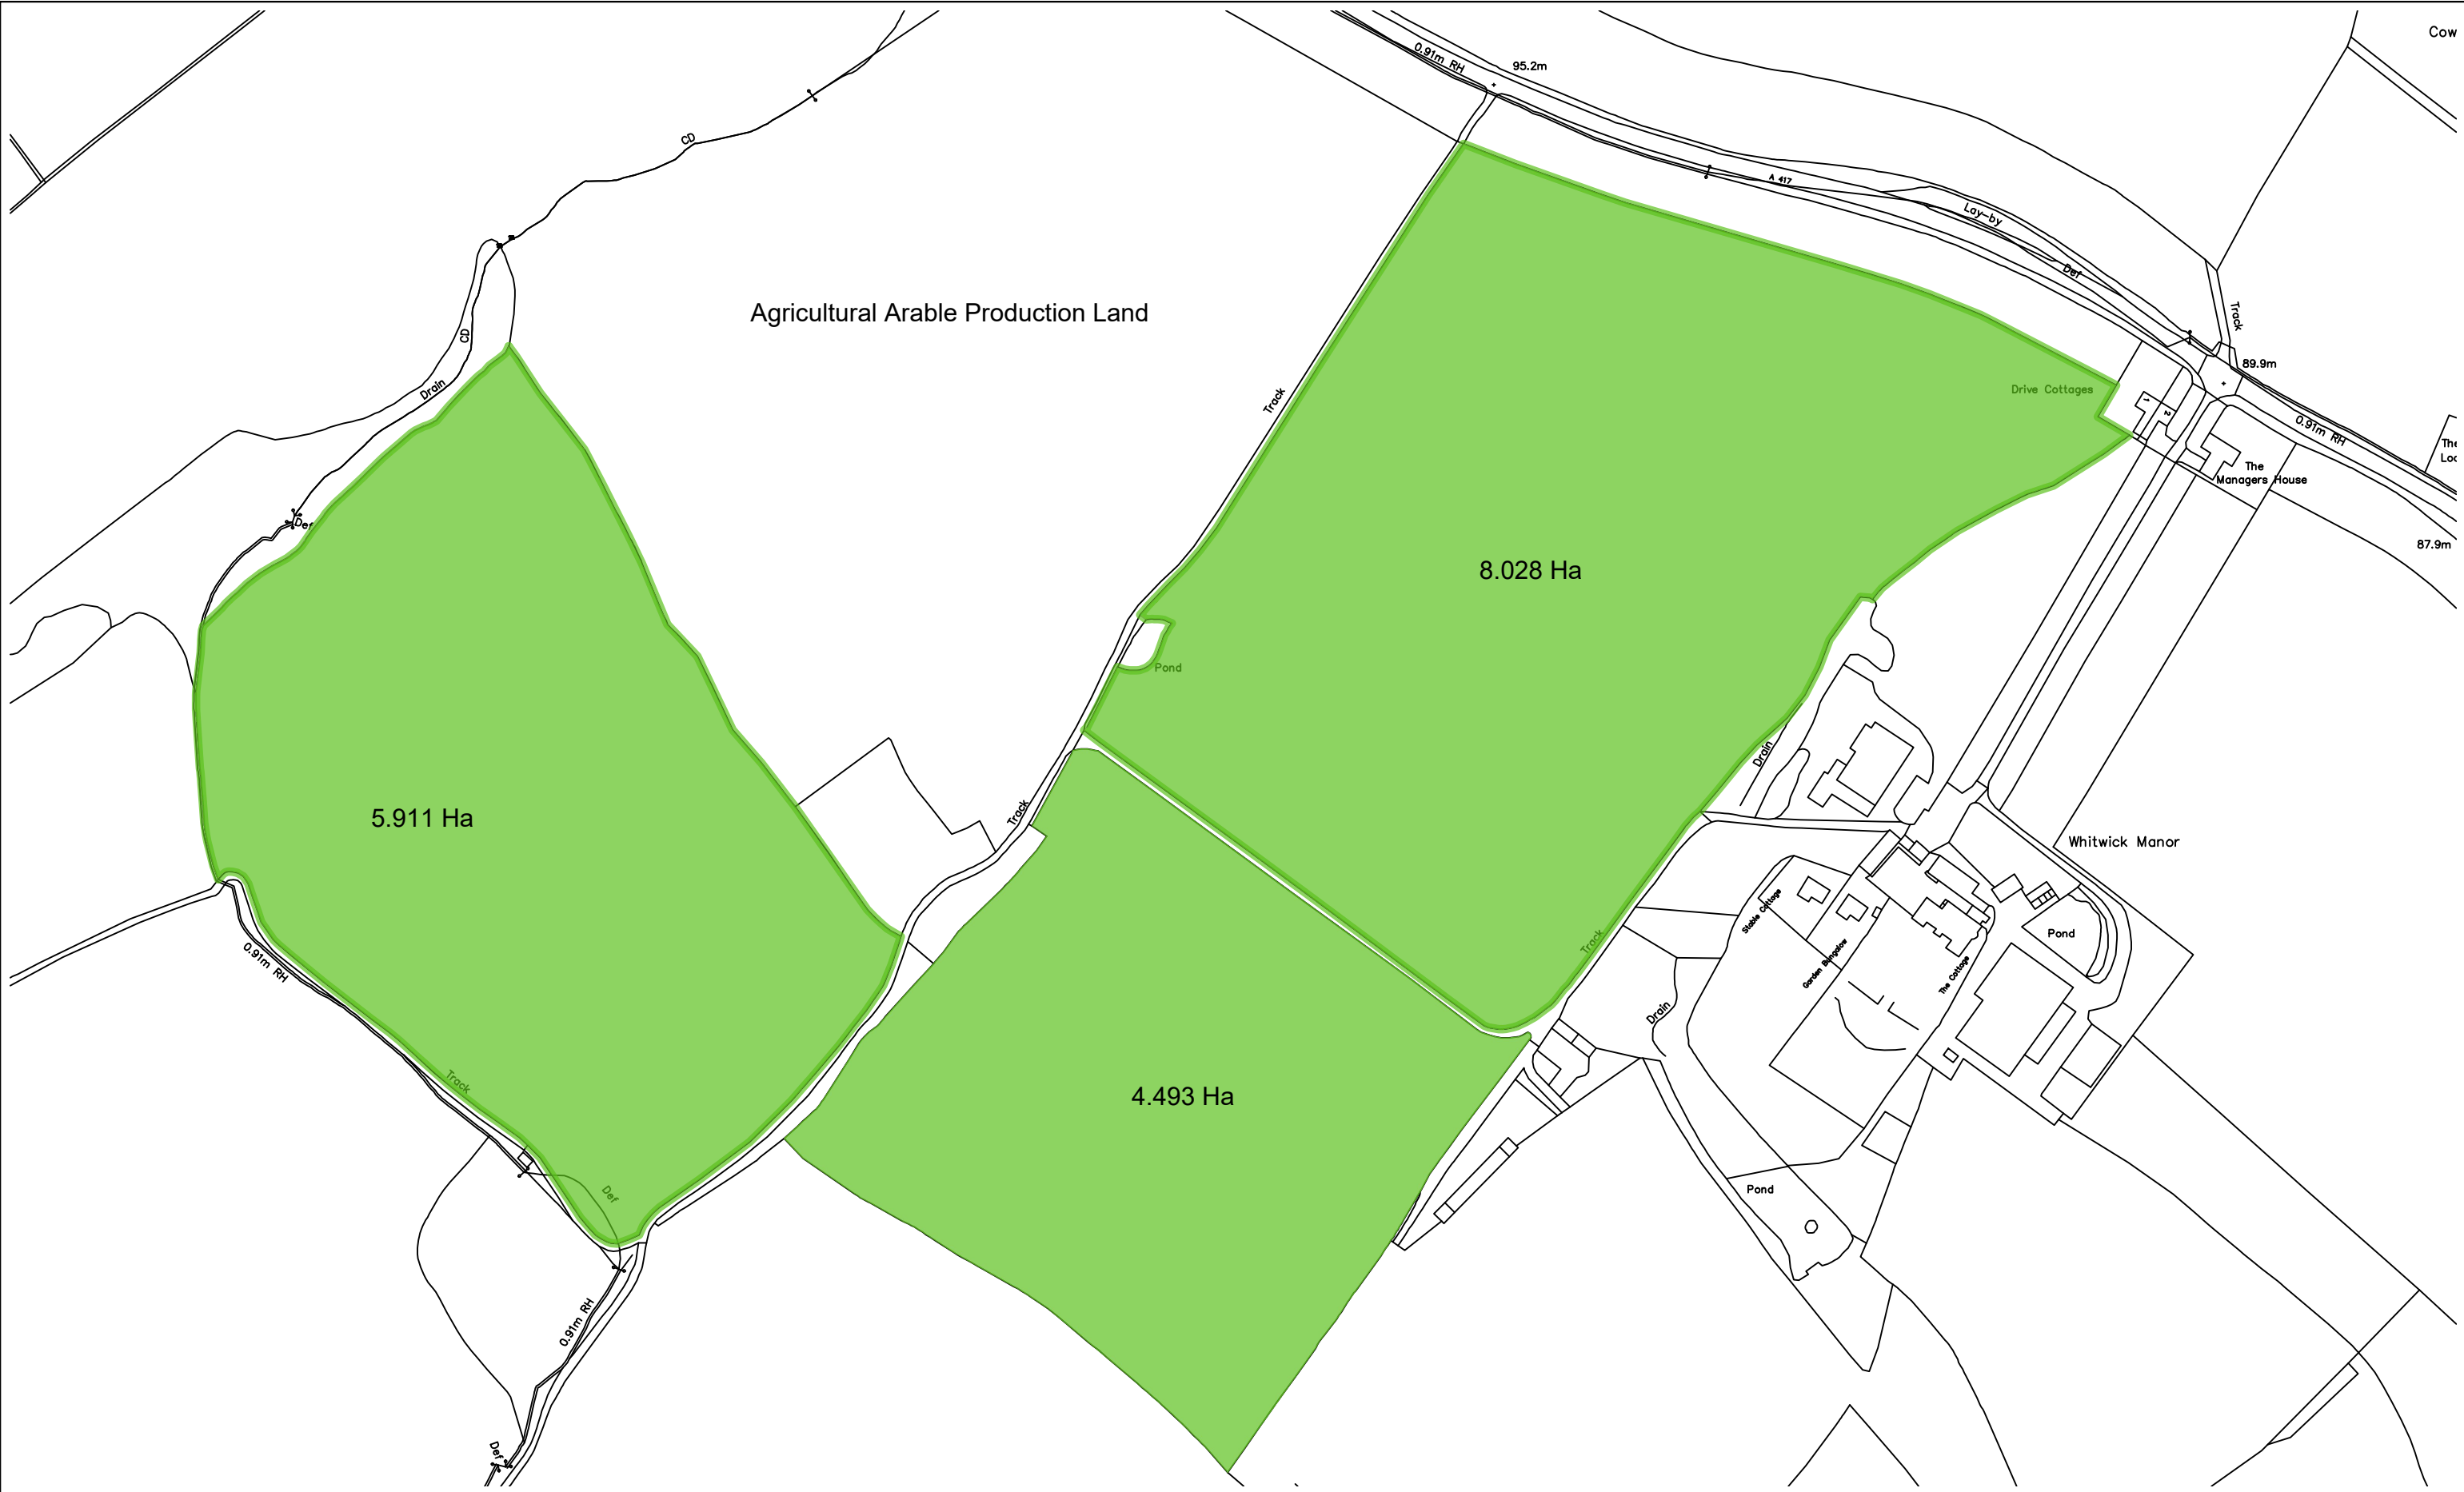 Cow
0.91m RH
95.2m
CD
A 417
Lay-by
Def
Agricultural Arable Production Land
Track
CD
89.9m
Drain
Drive Cottages
1
2
Track
0.91m RH
The
Managers House
Def
87.9m
8.028 Ha
Pond
Drain
5.911 Ha
Track
Whitwick Manor
Stable Cottage
Track
Pond
0.91m RH
Garden Bungalow
The Cottage
Drain
Track
4.493 Ha
Def
Pond
0.91m RH
Def